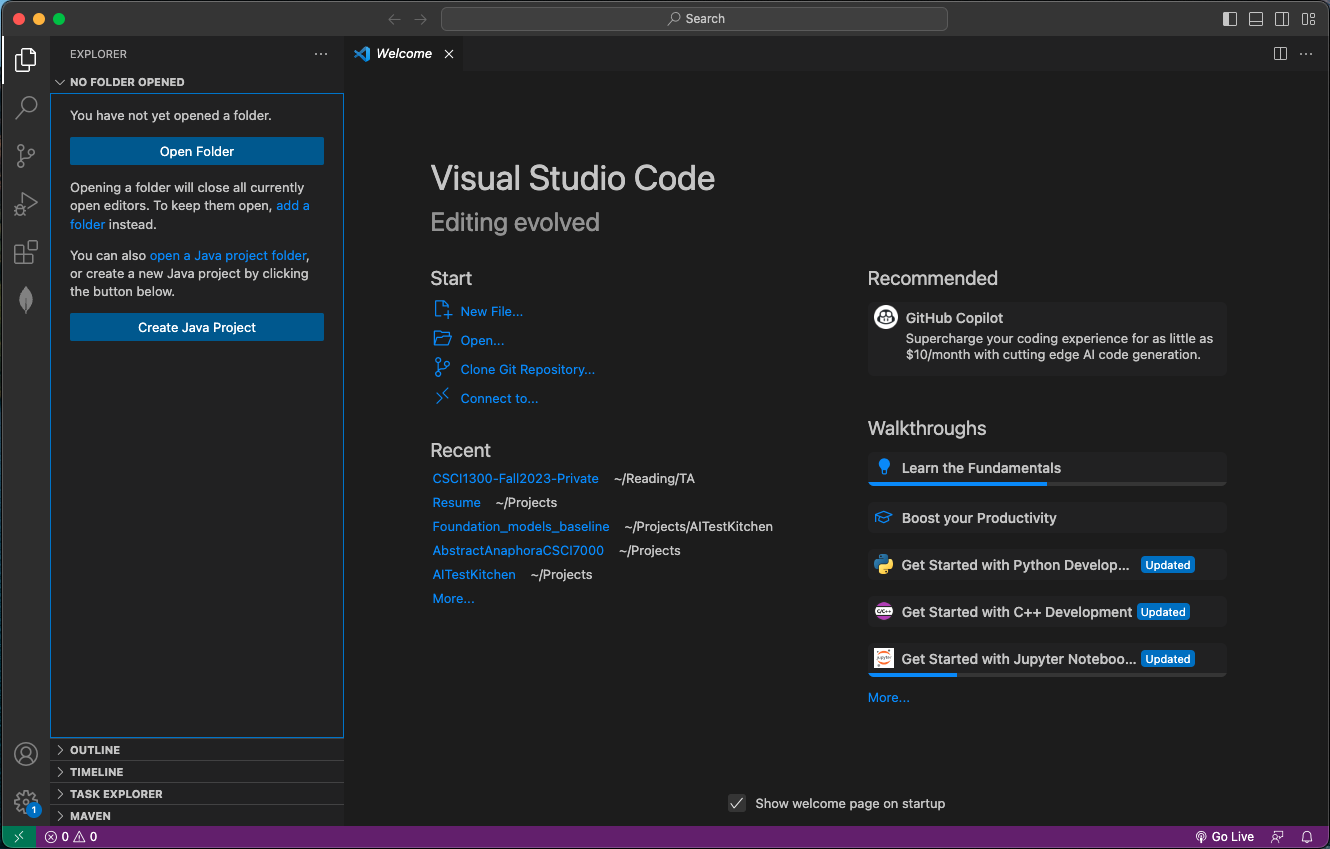 Search
EXPLORER
Welcome
NO FOLDER OPENED
You have not yet opened a folder.
Open Folder
Opening a folder will close all currently
open editors. To keep them open, add a
folder instead.
You can also open a Java project folder,
or create a new Java project by clicking
the button below.
Create Java Project
OUTLINE
TIMELINE
TASK EXPLORER
MAVEN
1
Visual Studio Code
Editing evolved
Start
New File...
Open...
Clone Git Repository...
Connect to...
Recent
CSCI1300-Fall2023-Private ~/Reading/TA
Resume ~/Projects
Foundation_models_baseline ~/Projects/AITestKitchen
AbstractAnaphoraCSCI7000 ~/Projects
AITestKitchen ~/Projects
More...
Recommended
GitHub Copilot
Supercharge your coding experience for as little as
$10/month with cutting edge AI code generation.
Walkthroughs
Learn the Fundamentals
Boost your Productivity
Get Started with Python Develop... Updated
C/C++ Get Started with C++ Development Updated
jupyter Get Started with Jupyter Noteboo... Updated
More...
Show welcome page on startup
0 0
Go Live